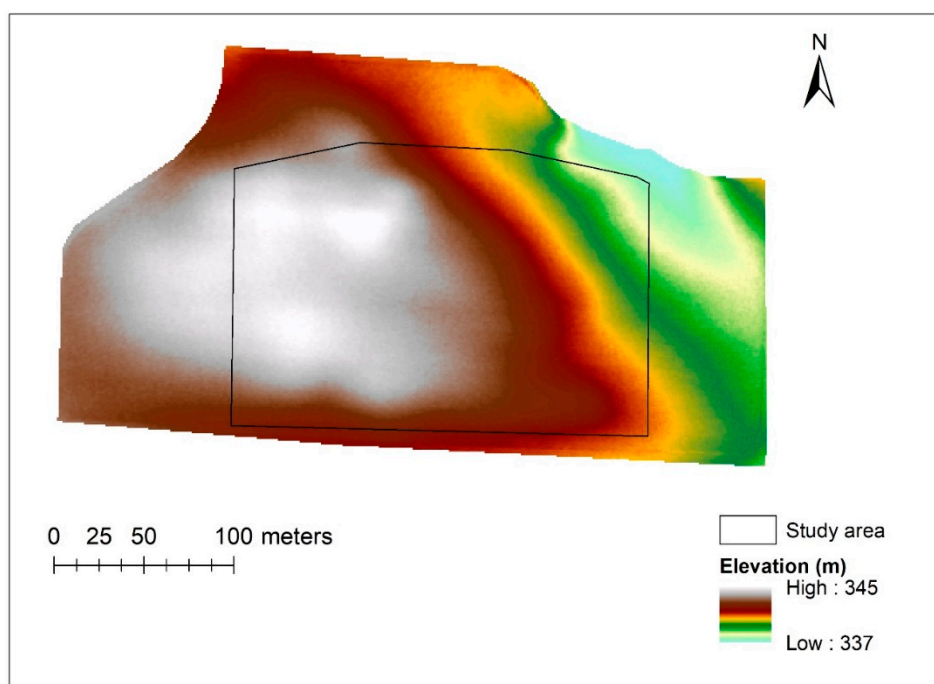 N
0 25 50 100 meters
Study area
Elevation (m)
High : 345
Low : 337